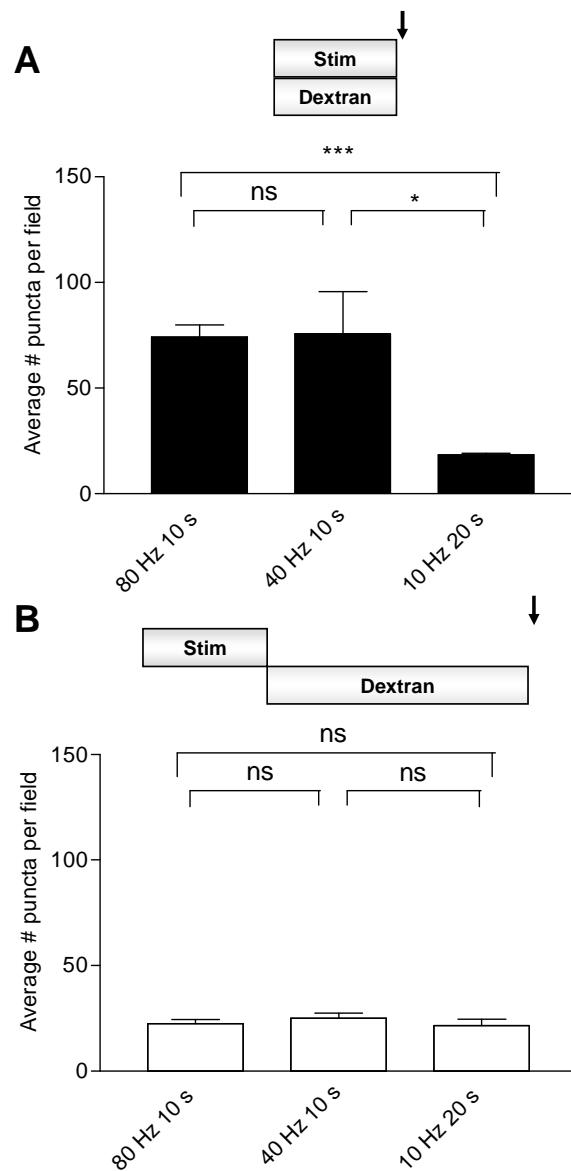 A
Stim
Dextran
***
ns
*
150
100
50
0
Average # puncta per field
80 Hz 10 s
40 Hz 10 s
10 Hz 20 s
B
Stim
Dextran
ns
ns
ns
150
100
50
0
Average # puncta per field
80 Hz 10 s
40 Hz 10 s
10 Hz 20 s